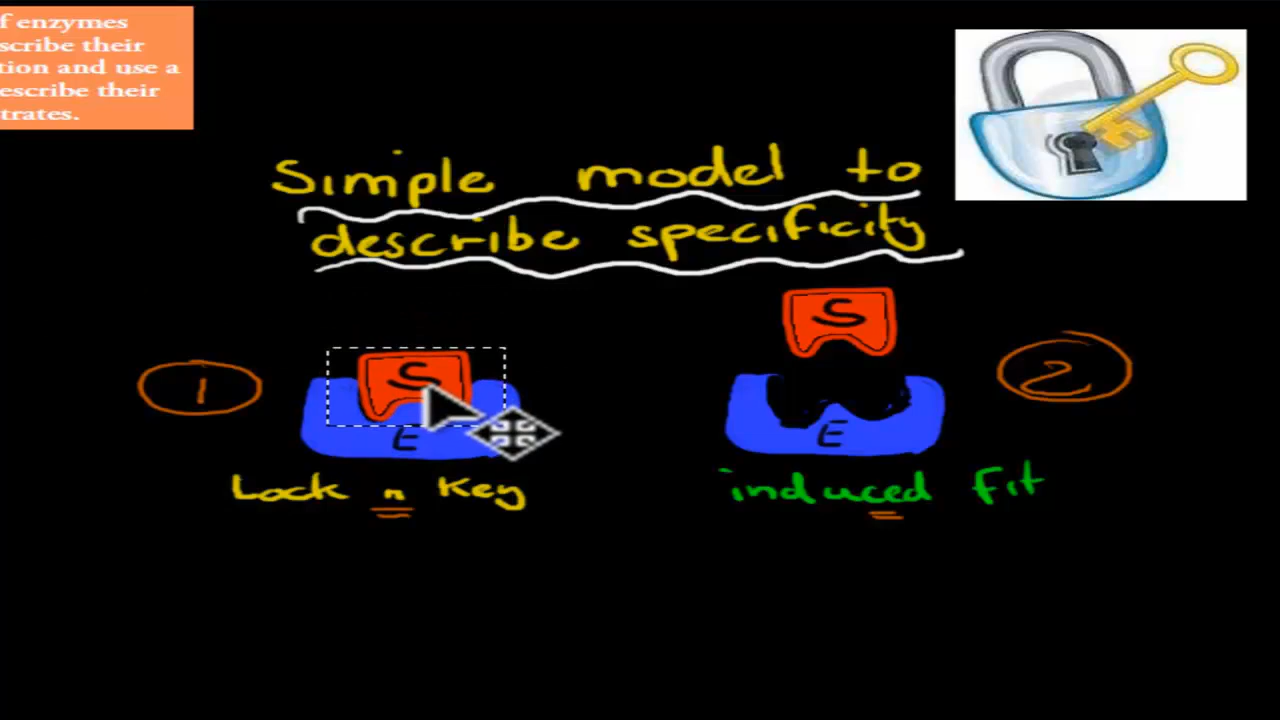 f enzymes
scribe their
tion and use a
escribe their
trates.
Simple model to
describe specificity
S
S
1
2
E
E
Lock n Key
induced fit